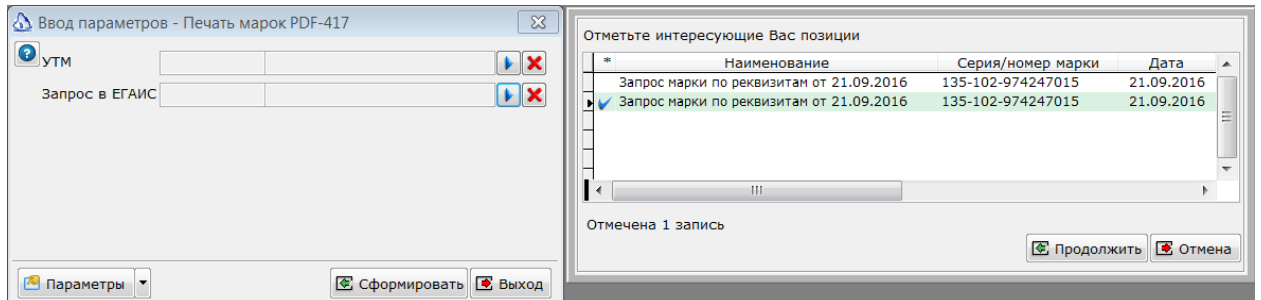 Ввод параметров - Печать марок PDF-417
УТМ
Запрос в ЕГАИС
Параметры
Сформировать
Выход
Отметьте интересующие Вас позиции
* Наименование Серия/номер марки Дата
Запрос марки по реквизитам от 21.09.2016 135-102-974247015 21.09.2016
Запрос марки по реквизитам от 21.09.2016 135-102-974247015 21.09.2016
Отмечена 1 запись
Продолжить
Отмена